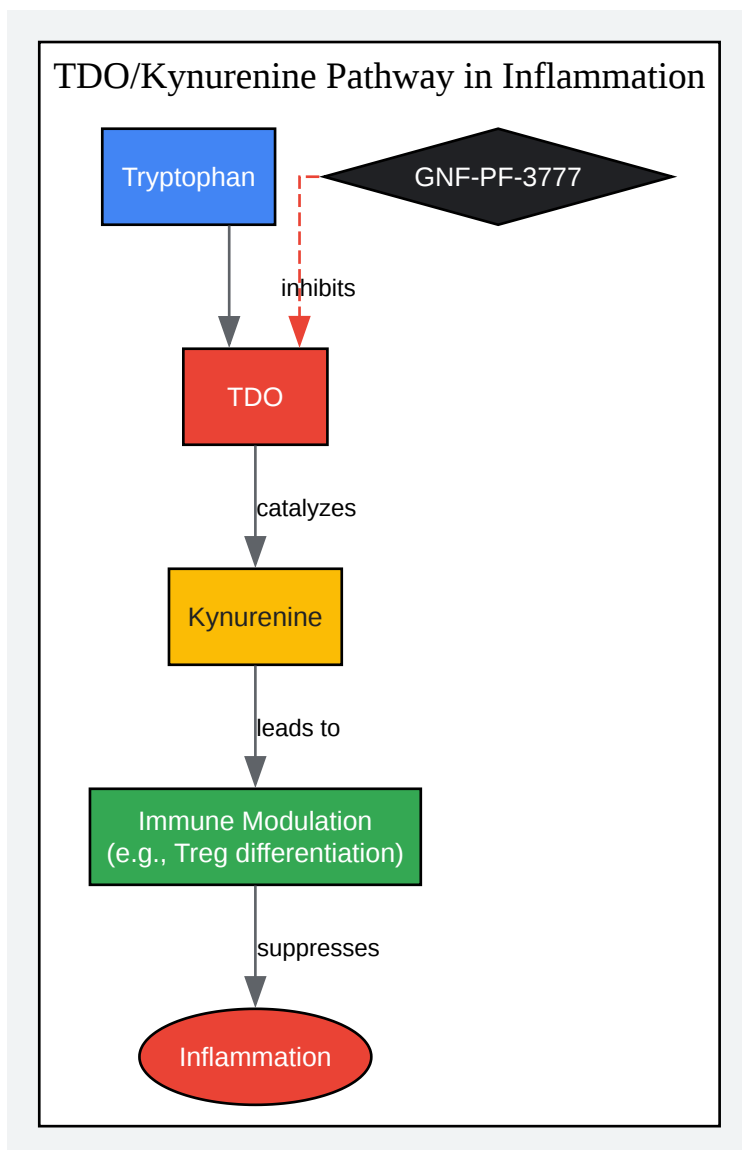 TDO/Kynurenine Pathway in Inflammation
Tryptophan
GNF-PF-3777
inhibits
TDO
catalyzes
Kynurenine
leads to
Immune Modulation
(e.g., Treg differentiation)
suppresses
Inflammation